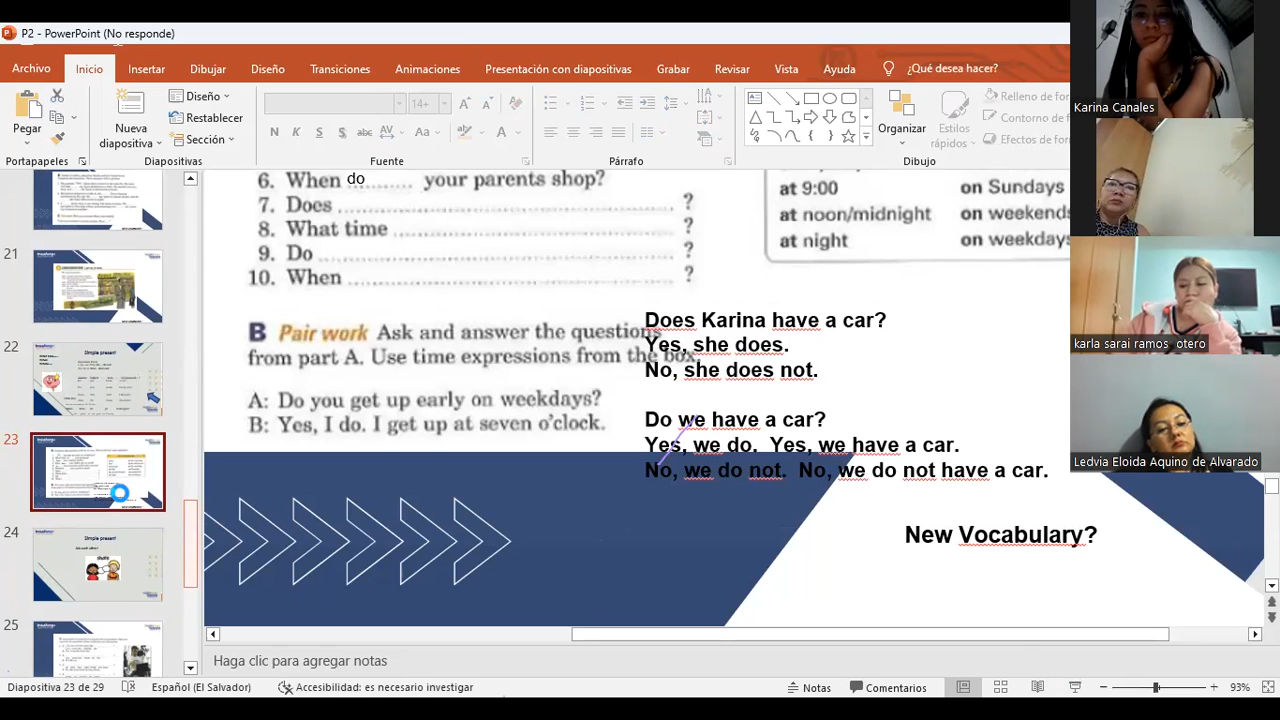 P2 - PowerPoint (No responde)
Archivo Inicio Insertar Dibujar Diseño Transiciones Animaciones Presentación con diapositivas Grabar Revisar Vista Ayuda ¿Qué desea hacer?
Pegar
Nueva diapositiva
Diseño
Restablecer
Sección
14+
Organizar
Estilos rápidos
Relleno de for
Contorno de f
Efectos de for
Portapapeles Diapositivas Fuente Párrafo Dibujo
21
22
23
24
25
Simple present
Simple present
6. When do your parents shop?
7. Does ?
8. What time ?
9. Do ?
10. When ?
at 9:00 on Sundays
at noon/midnight on weekend
at night on weekdays
B Pair work Ask and answer the questions
from part A. Use time expressions from the box.
A: Do you get up early on weekdays?
B: Yes, I do. I get up at seven o'clock.
Does Karina have a car?
Yes, she does.
No, she does not.
Do we have a car?
Yes, we do. Yes, we have a car.
No, we do not. No, we do not have a car.
New Vocabulary?
Haga clic para agregar notas
Diapositiva 23 de 29 Español (El Salvador) Accesibilidad: es necesario investigar Notas Comentarios 93%
Karina Canales
karla sarai ramos otero
Ledvia Eloida Aquino de Alvarado